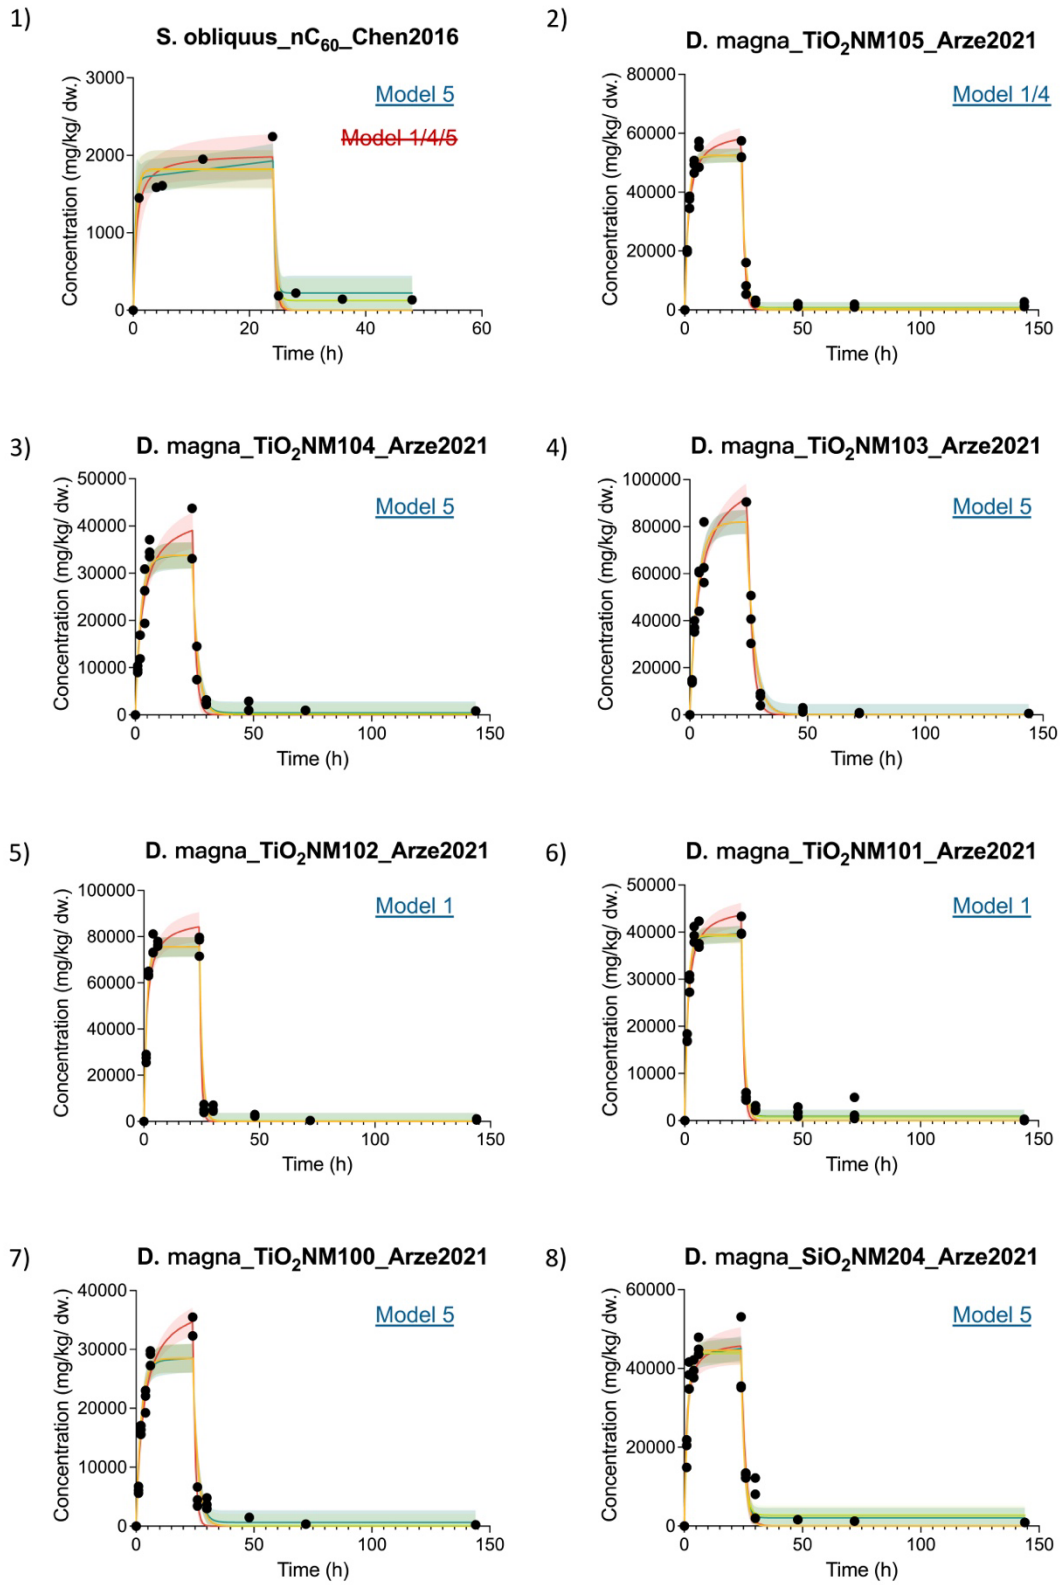 1)
S. obliquus_nC₆₀_Chen2016
Model 5
Model 1/4/5
Concentration (mg/kg/ dw.)
3000
2000
1000
0
0 20 40 60
Time (h)
2)
D. magna_TiO₂NM105_Arze2021
Model 1/4
Concentration (mg/kg/ dw.)
80000
60000
40000
20000
0
0 50 100 150
Time (h)
3)
D. magna_TiO₂NM104_Arze2021
Model 5
Concentration (mg/kg/ dw.)
50000
40000
30000
20000
10000
0
0 50 100 150
Time (h)
4)
D. magna_TiO₂NM103_Arze2021
Model 5
Concentration (mg/kg/ dw.)
100000
80000
60000
40000
20000
0
0 50 100 150
Time (h)
5)
D. magna_TiO₂NM102_Arze2021
Model 1
Concentration (mg/kg/ dw.)
100000
80000
60000
40000
20000
0
0 50 100 150
Time (h)
6)
D. magna_TiO₂NM101_Arze2021
Model 1
Concentration (mg/kg/ dw.)
50000
40000
30000
20000
10000
0
0 50 100 150
Time (h)
7)
D. magna_TiO₂NM100_Arze2021
Model 5
Concentration (mg/kg/ dw.)
40000
30000
20000
10000
0
0 50 100 150
Time (h)
8)
D. magna_SiO₂NM204_Arze2021
Model 5
Concentration (mg/kg/ dw.)
60000
40000
20000
0
0 50 100 150
Time (h)